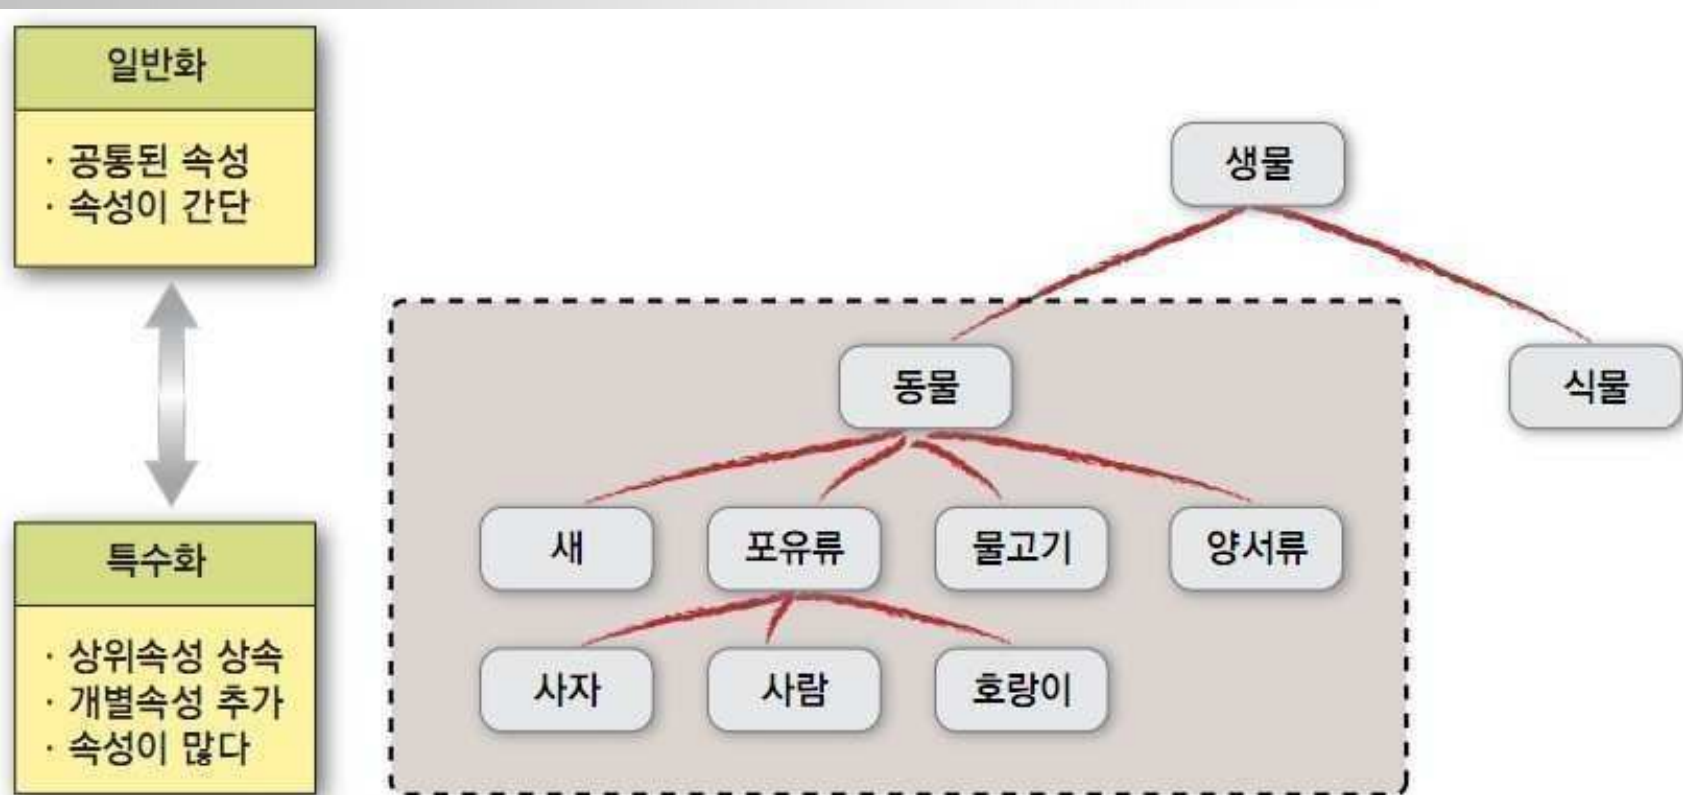 일반화
· 공통된 속성
· 속성이 간단
특수화
· 상위속성 상속
· 개별속성 추가
· 속성이 많다
생물
동물
식물
새
포유류
물고기
양서류
사자
사람
호랑이